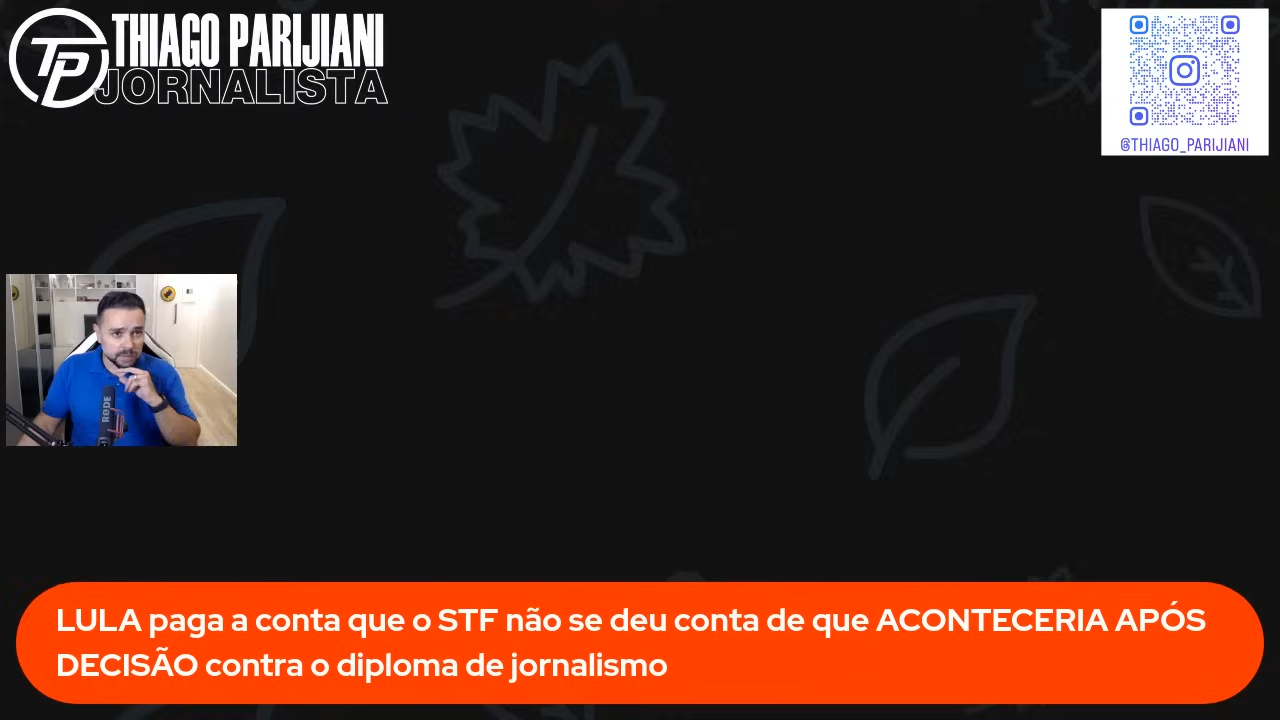 TP
THIAGO PARIJIANI
JORNALISTA
@THIAGO_PARIJIANI
RØDE
LULA paga a conta que o STF não se deu conta de que ACONTECERIA APÓS
DECISÃO contra o diploma de jornalismo